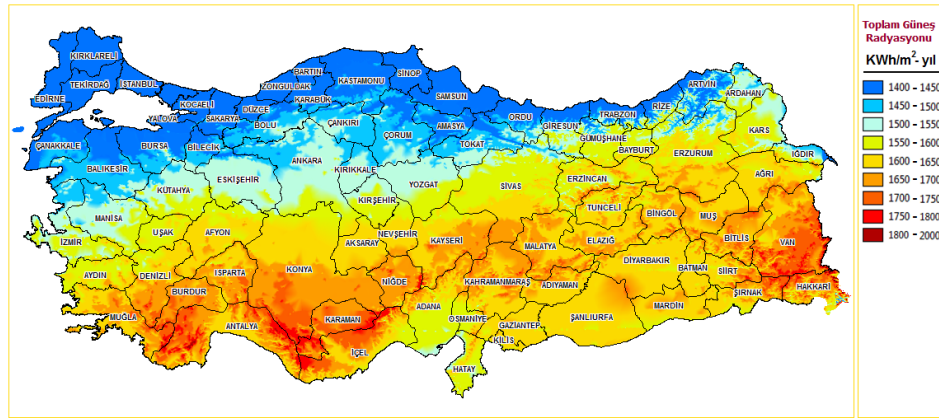 KIRKLARELİ
TEKİRDAĞ
İSTANBUL
EDİRNE
KOCAELİ
YALOVA
SAKARYA
DÜZCE
BOLU
ZONGULDAK
BARTIN
KARABÜK
KASTAMONU
SİNOP
SAMSUN
ÇANKIRI
ÇORUM
AMASYA
TOKAT
ORDU
GİRESUN
TRABZON
RİZE
ARTVİN
ARDAHAN
KARS
GÜMÜŞHANE
BAYBURT
ERZURUM
IĞDIR
AĞRI
ÇANAKKALE
BALIKESİR
BURSA
BİLECİK
ESKİŞEHİR
ANKARA
KIRIKKALE
YOZGAT
SİVAS
ERZİNCAN
KÜTAHYA
KIRŞEHİR
MANİSA
UŞAK
AFYON
İZMİR
NEVŞEHİR
AKSARAY
KAYSERİ
MALATYA
ELAZIĞ
TUNCELİ
BİNGÖL
MUŞ
BİTLİS
VAN
AYDIN
DENİZLİ
ISPARTA
BURDUR
KONYA
NİĞDE
KAHRAMANMARAŞ
ADIYAMAN
DİYARBAKIR
BATMAN
SİİRT
ŞIRNAK
HAKKARİ
MARDİN
ŞANLIURFA
MUĞLA
ANTALYA
KARAMAN
İÇEL
ADANA
OSMANİYE
GAZİANTEP
KİLİS
HATAY
Toplam Güneş
Radyasyonu
KWh/m²- yıl
1400 - 1450
1450 - 1500
1500 - 1550
1550 - 1600
1600 - 1650
1650 - 1700
1700 - 1750
1750 - 1800
1800 - 2000